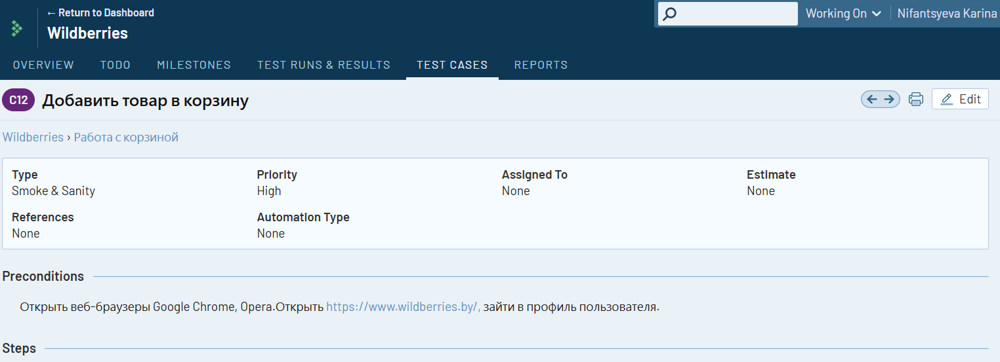 ← Return to Dashboard
Wildberries
Working On
Nifantsyeva Karina
OVERVIEW TODO MILESTONES TEST RUNS & RESULTS TEST CASES REPORTS
C12 Добавить товар в корзину
Edit
Wildberries › Работа с корзиной
Type Priority Assigned To Estimate
Smoke & Sanity High None None
References Automation Type
None None
Preconditions
Открыть веб-браузеры Google Chrome, Opera.Открыть https://www.wildberries.by/, зайти в профиль пользователя.
Steps